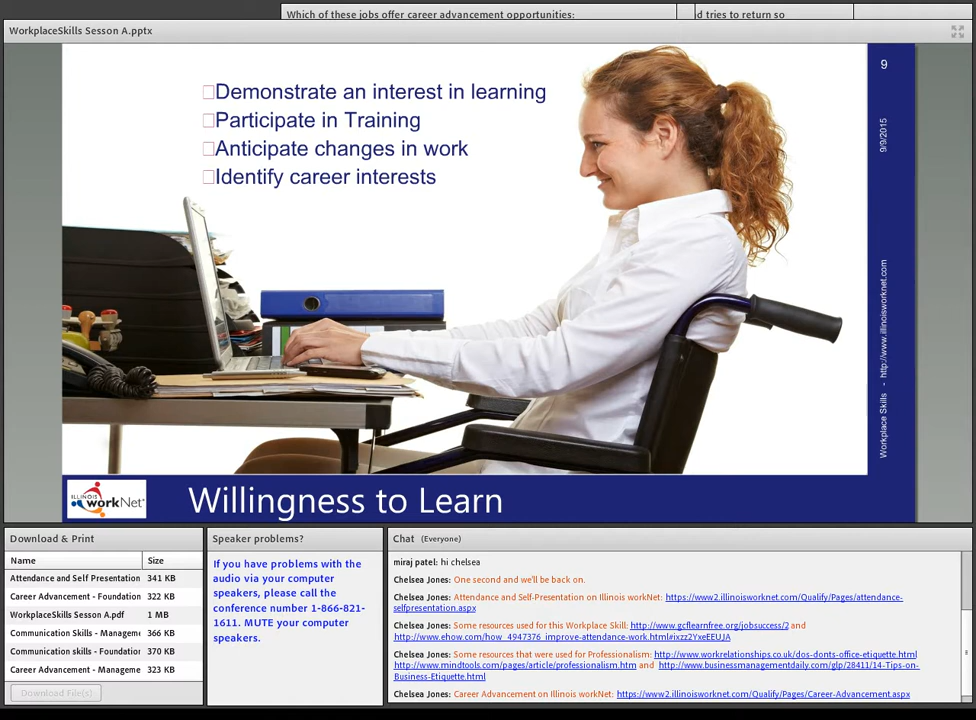 Which of these jobs offer career advancement opportunities:
d tries to return so
WorkplaceSkills Sesson A.pptx
□Demonstrate an interest in learning
□Participate in Training
□Anticipate changes in work
□Identify career interests
9
9/9/2015
Workplace Skills - http://www.illinoisworknet.com
ILLINOIS
workNet
Willingness to Learn
Download & Print
Name Size
Attendance and Self Presentation 341 KB
Career Advancement - Foundation 322 KB
WorkplaceSkills Sesson A.pdf 1 MB
Communication Skills - Manageme 366 KB
Communication skills - Foundation 370 KB
Career Advancement - Manageme 323 KB
Download File(s)
Speaker problems?
If you have problems with the
audio via your computer
speakers, please call the
conference number 1-866-821-
1611. MUTE your computer
speakers.
Chat (Everyone)
miraj patel: hi chelsea
Chelsea Jones: One second and we'll be back on.
Chelsea Jones: Attendance and Self-Presentation on Illinois workNet: https://www2.illinoisworknet.com/Qualify/Pages/attendance-
selfpresentation.aspx
Chelsea Jones: Some resources used for this Workplace Skill: http://www.gcflearnfree.org/jobsuccess/2 and
http://www.ehow.com/how_4947376_improve-attendance-work.html#ixzz2YxeEEUJA
Chelsea Jones: Some resources that were used for Professionalism: http://www.workrelationships.co.uk/dos-donts-office-etiquette.html
http://www.mindtools.com/pages/article/professionalism.htm and http://www.businessmanagementdaily.com/glp/28411/14-Tips-on-
Business-Etiquette.html
Chelsea Jones: Career Advancement on Illinois workNet: https://www2.illinoisworknet.com/Qualify/Pages/Career-Advancement.aspx